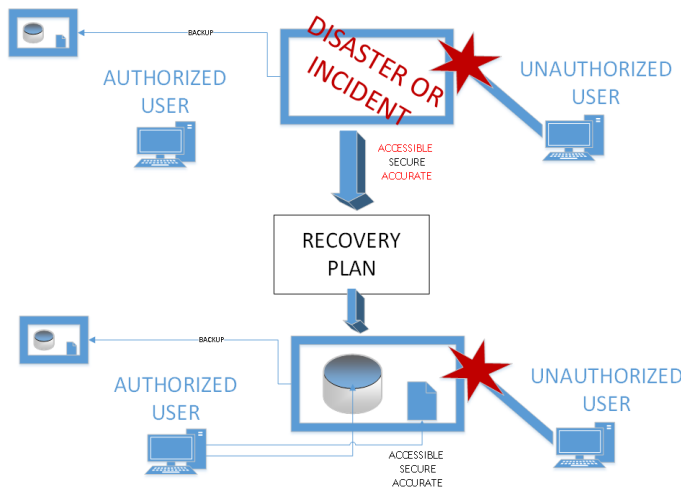 BACKUP
DISASTER OR
INCIDENT
AUTHORIZED
USER
UNAUTHORIZED
USER
ACCESSIBLE
SECURE
ACCURATE
RECOVERY
PLAN
BACKUP
AUTHORIZED
USER
UNAUTHORIZED
USER
ACCESSIBLE
SECURE
ACCURATE